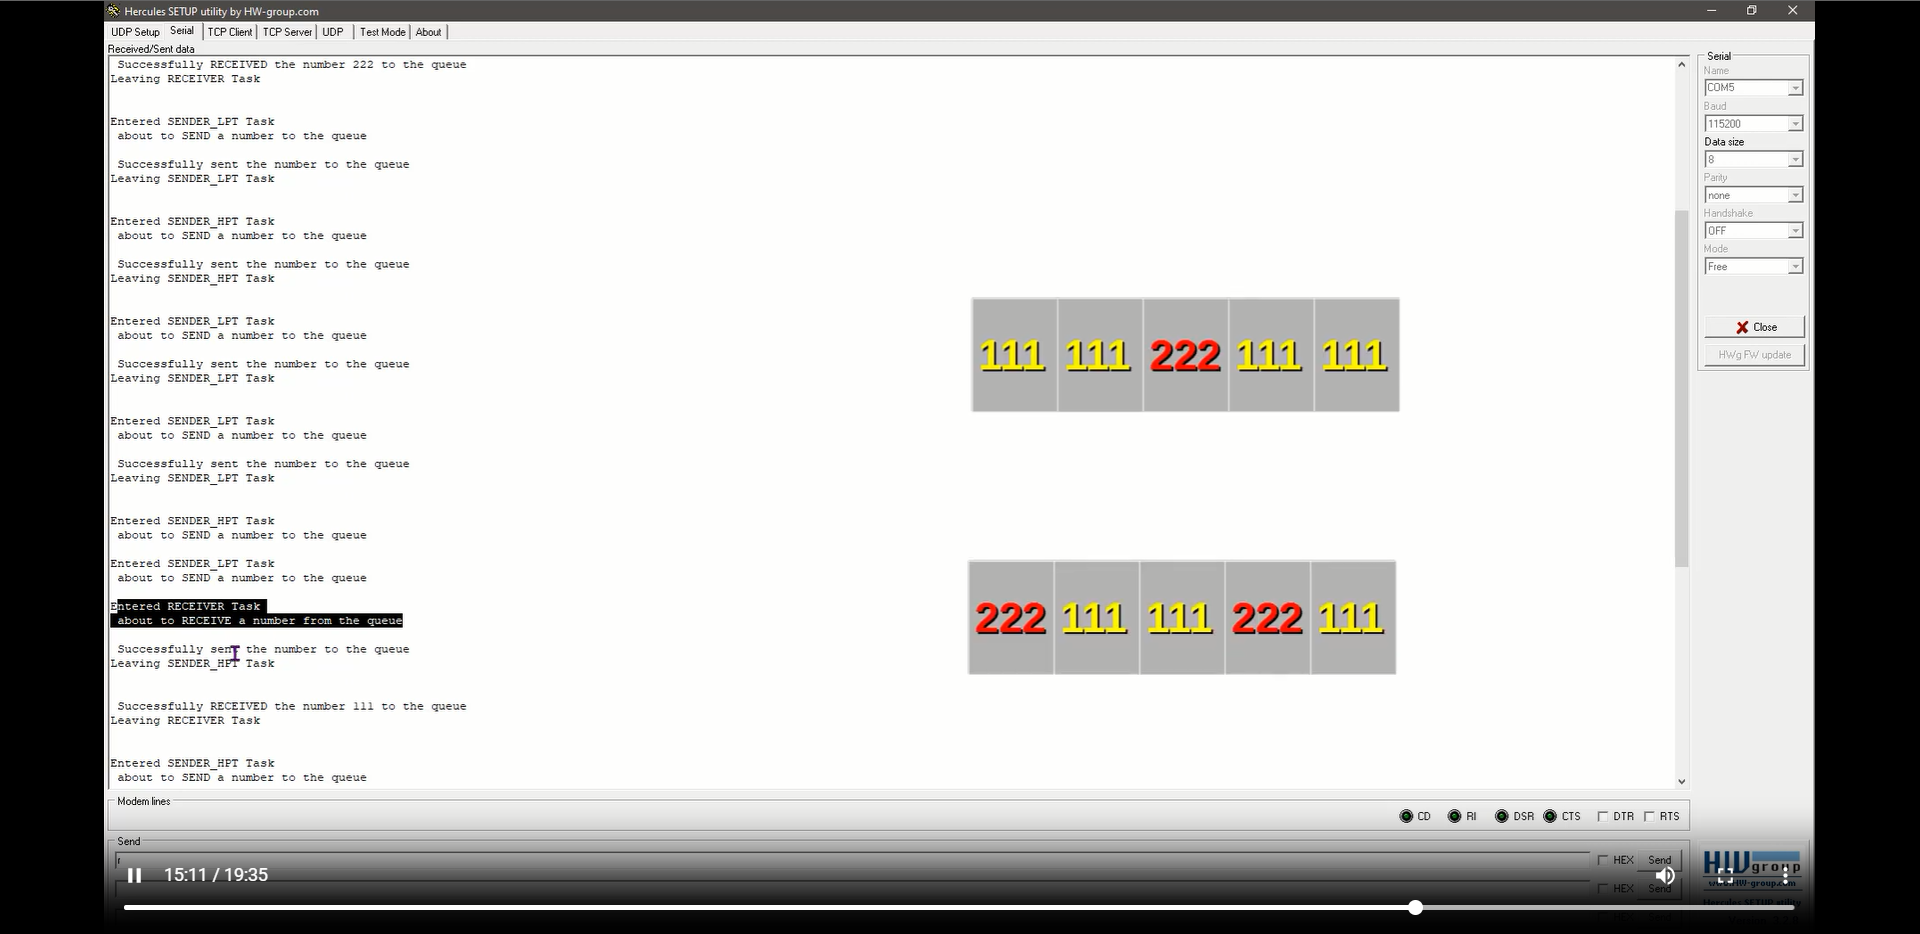 Hercules SETUP utility by HW-group.com
UDP Setup Serial TCP Client TCP Server UDP Test Mode About
Received/Sent data
Successfully RECEIVED the number 222 to the queue
Leaving RECEIVER Task
Entered SENDER_LPT Task
about to SEND a number to the queue
Successfully sent the number to the queue
Leaving SENDER_LPT Task
Entered SENDER_HPT Task
about to SEND a number to the queue
Successfully sent the number to the queue
Leaving SENDER_HPT Task
Entered SENDER_LPT Task
about to SEND a number to the queue
Successfully sent the number to the queue
Leaving SENDER_LPT Task
Entered SENDER_LPT Task
about to SEND a number to the queue
Successfully sent the number to the queue
Leaving SENDER_LPT Task
Entered SENDER_HPT Task
about to SEND a number to the queue
Entered SENDER_LPT Task
about to SEND a number to the queue
Entered RECEIVER Task
about to RECEIVE a number from the queue
Successfully sent the number to the queue
Leaving SENDER_HPT Task
Successfully RECEIVED the number 111 to the queue
Leaving RECEIVER Task
Entered SENDER_HPT Task
about to SEND a number to the queue
111 111 222 111 111
222 111 111 222 111
Serial
Name
COM5
Baud
115200
Data size
8
Parity
none
Handshake
OFF
Mode
Free
Close
HWg FW update
Modem lines
CD RI DSR CTS DTR RTS
Send
r
HEX Send
HEX Send
15:11 / 19:35
HWgroup
www.HW-group.com
Hercules SETUP utility